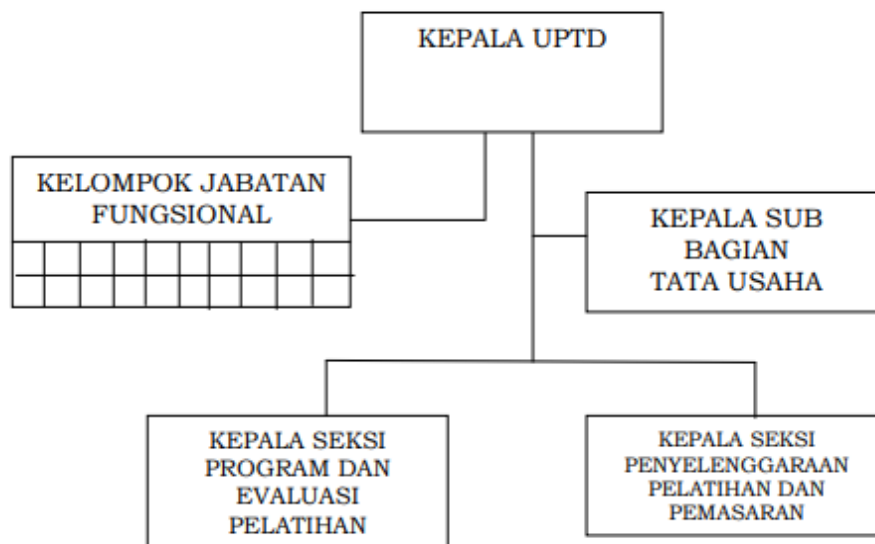 KEPALA UPTD
KELOMPOK JABATAN
FUNGSIONAL
KEPALA SUB
BAGIAN
TATA USAHA
KEPALA SEKSI
PROGRAM DAN
EVALUASI
PELATIHAN
KEPALA SEKSI
PENYELENGGARAAN
PELATIHAN DAN
PEMASARAN